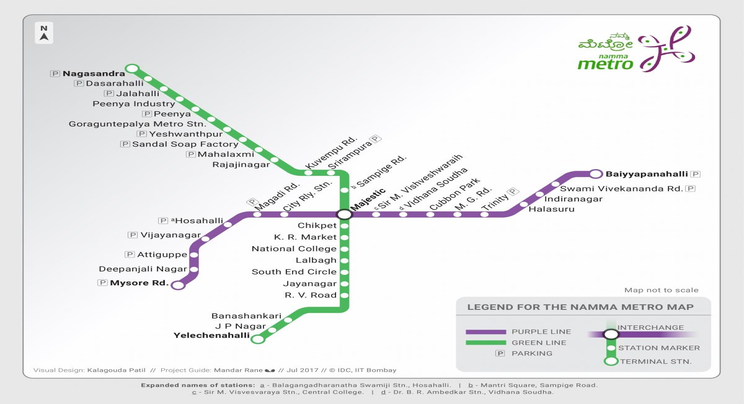 N
ನಮ್ಮ
ಮೆಟ್ರೋ
namma
metro
P Nagasandra
P Dasarahalli
P Jalahalli
Peenya Industry
P Peenya
Goraguntepalya Metro Stn.
P Yeshwanthpur
P Sandal Soap Factory
P Mahalaxmi
Rajajinagar
Kuvempu Rd.
Srirampura P
b Sampige Rd.
Majestic
P Magadi Rd.
City Rly. Stn.
c Sir M. Vishveshwaraih
d Vidhana Soudha
Cubbon Park
M. G. Rd.
Trinity P
Baiyyapanahalli P
Swami Vivekananda Rd. P
Indiranagar
Halasuru
P a Hosahalli
P Vijayanagar
P Attiguppe
Deepanjali Nagar
P Mysore Rd.
Chikpet
K. R. Market
National College
Lalbagh
South End Circle
Jayanagar
R. V. Road
Banashankari
J P Nagar
Yelechenahalli
Map not to scale
LEGEND FOR THE NAMMA METRO MAP
PURPLE LINE
GREEN LINE
P PARKING
INTERCHANGE
STATION MARKER
TERMINAL STN.
Visual Design: Kalagouda Patil // Project Guide: Mandar Rane // Jul 2017 // © IDC, IIT Bombay
Expanded names of stations: a - Balagangadharanatha Swamiji Stn., Hosahalli. | b - Mantri Square, Sampige Road.
c - Sir M. Visvesvaraya Stn., Central College. | d - Dr. B. R. Ambedkar Stn., Vidhana Soudha.